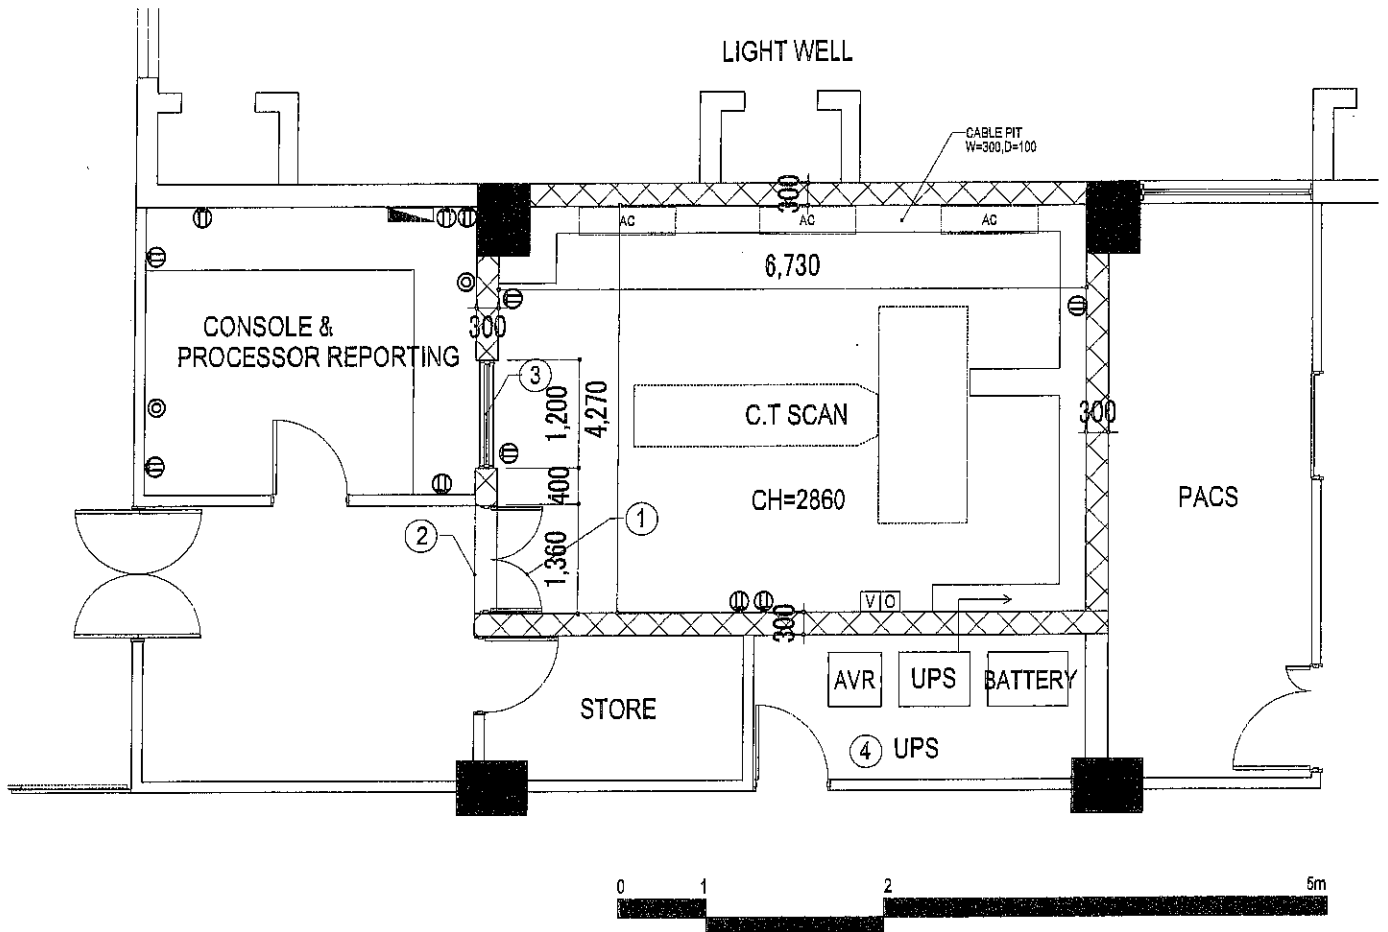 LIGHT WELL
CABLE PIT
W=300,D=100
300
AC
AC
AC
6,730
CONSOLE &
PROCESSOR REPORTING
300
3
1,200
4,270
C.T SCAN
300
400
CH=2860
PACS
2
1
1,360
V O
300
AVR
UPS
BATTERY
STORE
4 UPS
0 1 2 5m